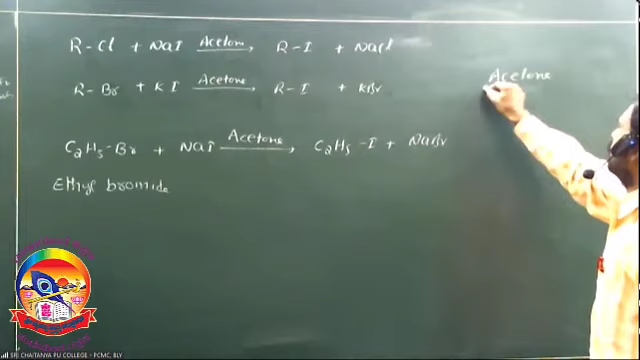 R-Cl + NaI Acetone → R-I + NaCl
R-Br + KI Acetone → R-I + KBr
Acetone
C₂H₅-Br + NaI Acetone → C₂H₅-I + NaBr
Ethyl bromide
SRI CHAITANYA PU COLLEGE - PCMC, BLY